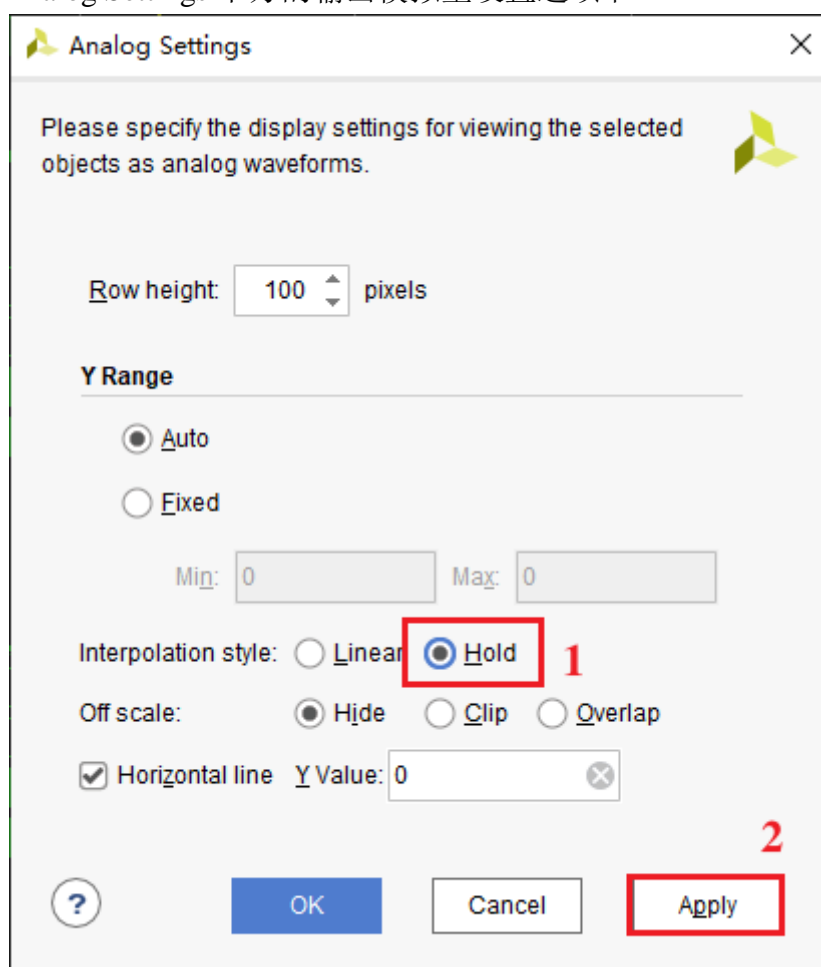 Analog Settings
Please specify the display settings for viewing the selected
objects as analog waveforms.
Row height: 100 pixels
Y Range
Auto
Fixed
Min: 0 Max: 0
Interpolation style: Linear Hold 1
Off scale: Hide Clip Overlap
Horizontal line Y Value: 0
2
? OK Cancel Apply